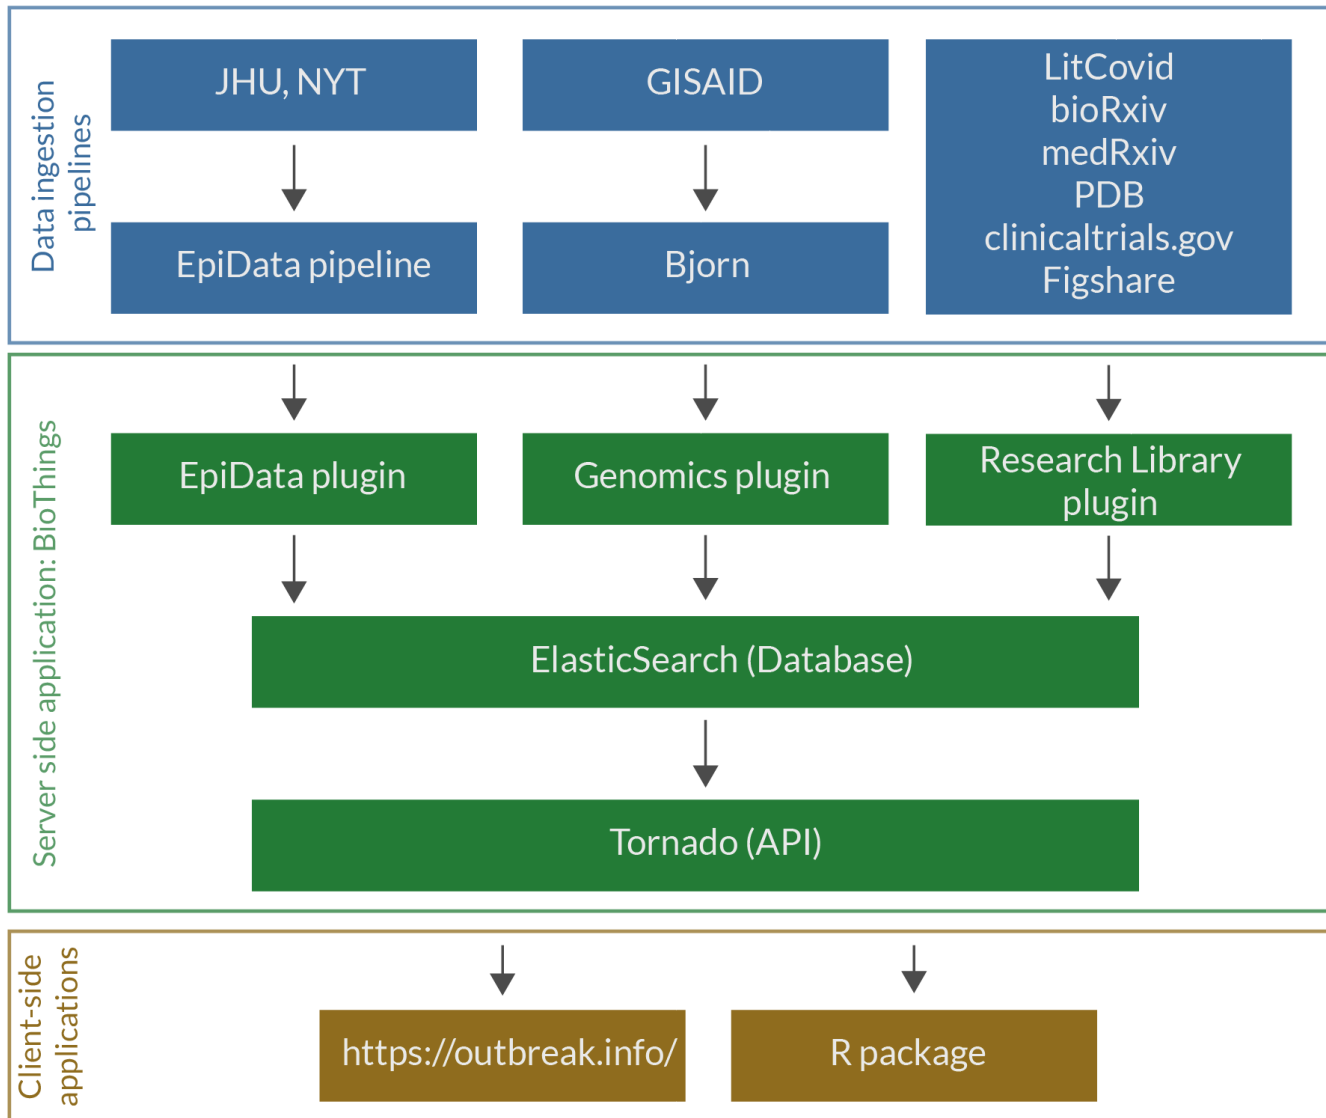 Data ingestion
pipelines
JHU, NYT
GISAID
LitCovid
bioRxiv
medRxiv
PDB
clinicaltrials.gov
Figshare
EpiData pipeline
Bjorn
Server side application: BioThings
EpiData plugin
Genomics plugin
Research Library
plugin
ElasticSearch (Database)
Tornado (API)
Client-side
applications
https://outbreak.info/
R package